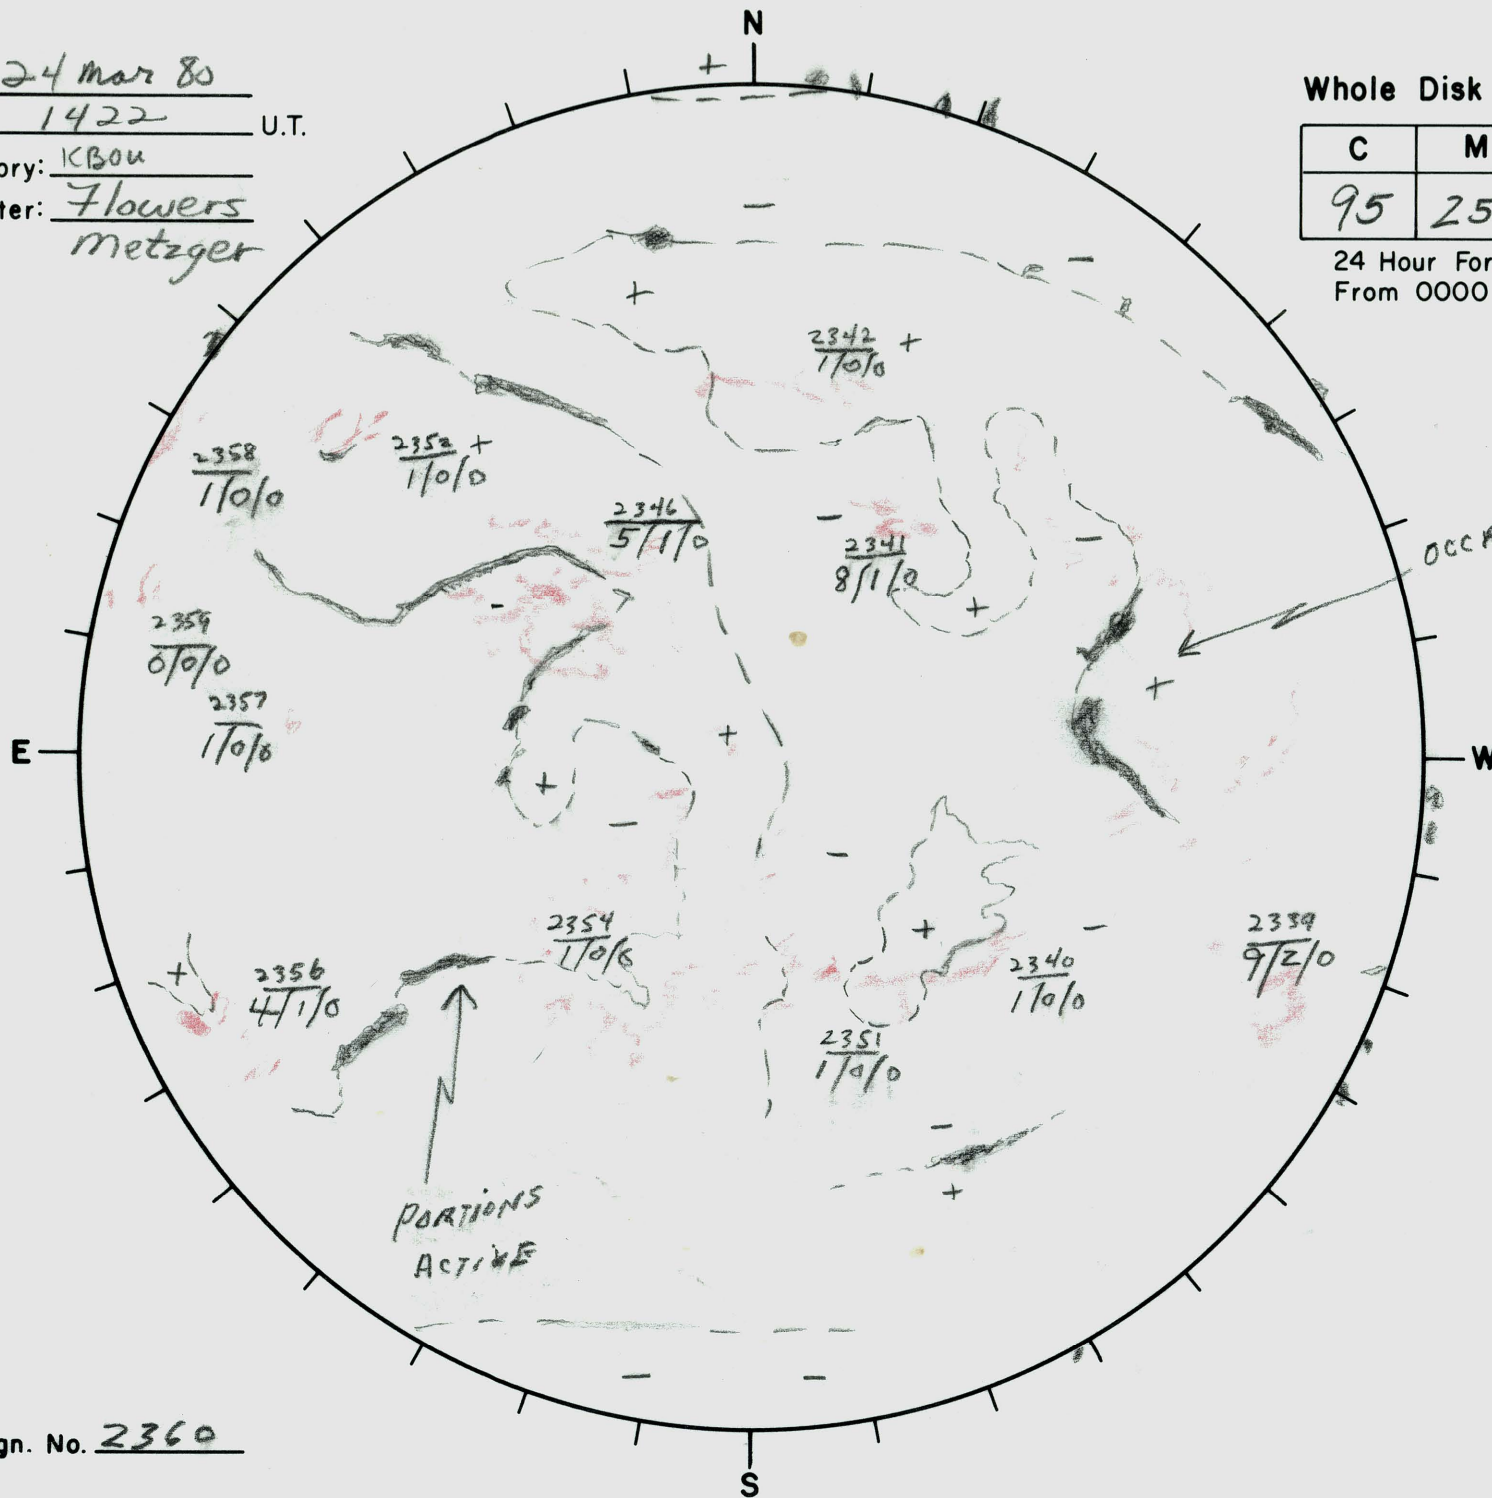 N
24 Mar 80
1422 U.T.
ory: KBOU
ter: Flowers
Metzger
Whole Disk
C M
95 25
24 Hour For
From 0000
+
−
−
+
2342 +
1/0/0
2358
1/0/0
2352 +
1/0/0
2346
5/1/0
−
2341
8/1/0
−
OCCA
-
+
2359
0/0/0
2357
1/0/0
+
+
E
W
+
−
−
2354
1/0/0
+
−
2339
9/2/0
+
2356
4/1/0
2340
1/0/0
2351
1/0/0
−
+
PORTIONS
ACTIVE
−
−
gn. No. 2360
S